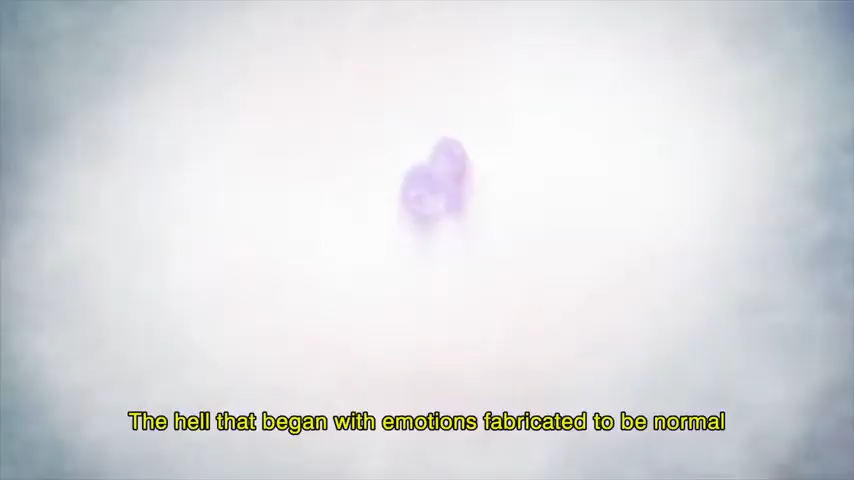 The hell that began with emotions fabricated to be normal